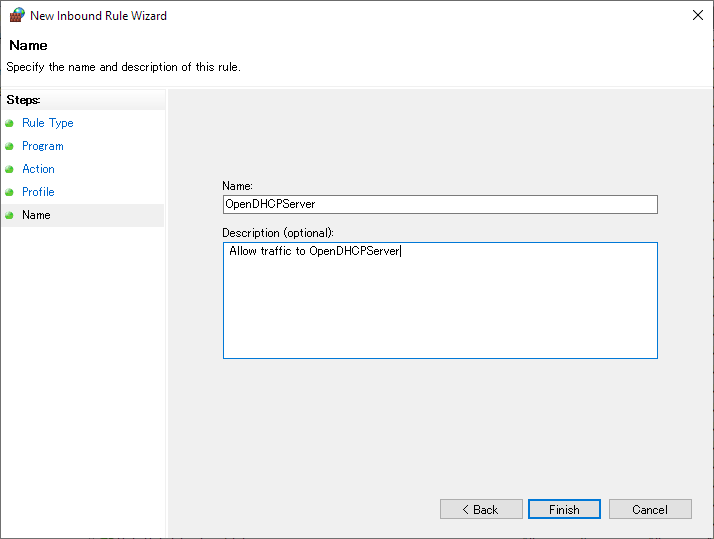 New Inbound Rule Wizard
Name
Specify the name and description of this rule.
Steps:
Rule Type
Program
Action
Profile
Name
Name:
OpenDHCPServer
Description (optional):
Allow traffic to OpenDHCPServer
< Back
Finish
Cancel